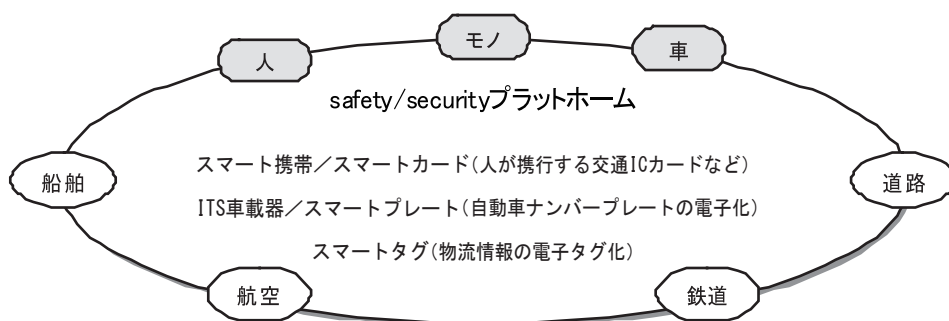 モノ
人
車
safety/securityプラットホーム
スマート携帯／スマートカード(人が携行する交通ICカードなど)
船舶
道路
ITS車載器／スマートプレート(自動車ナンバープレートの電子化)
スマートタグ(物流情報の電子タグ化)
航空
鉄道